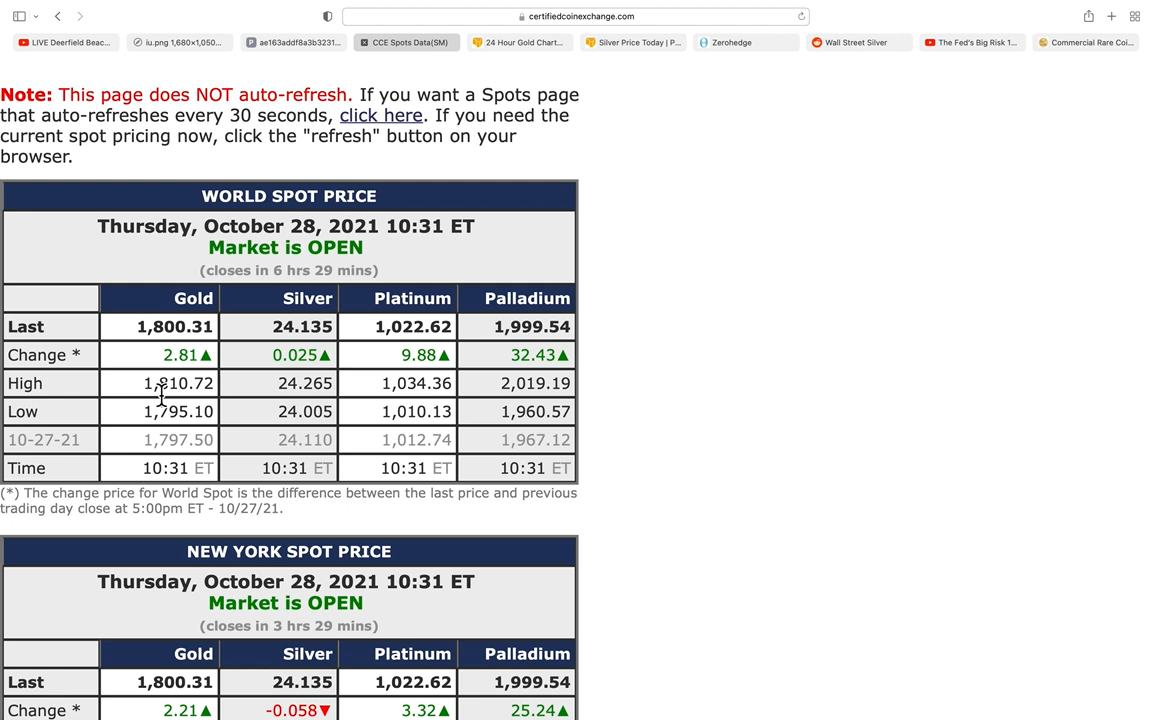 certifiedcoinexchange.com
LIVE Deerfield Beac...
iu.png 1,680×1,050...
ae163addf8a3b3231...
CCE Spots Data(SM)
24 Hour Gold Chart...
Silver Price Today | P...
Zerohedge
Wall Street Silver
The Fed's Big Risk 1...
Commercial Rare Coi...
Note: This page does NOT auto-refresh. If you want a Spots page
that auto-refreshes every 30 seconds, click here. If you need the
current spot pricing now, click the "refresh" button on your
browser.
WORLD SPOT PRICE
Thursday, October 28, 2021 10:31 ET
Market is OPEN
(closes in 6 hrs 29 mins)
Gold Silver Platinum Palladium
Last 1,800.31 24.135 1,022.62 1,999.54
Change * 2.81▲ 0.025▲ 9.88▲ 32.43▲
High 1,810.72 24.265 1,034.36 2,019.19
Low 1,795.10 24.005 1,010.13 1,960.57
10-27-21 1,797.50 24.110 1,012.74 1,967.12
Time 10:31 ET 10:31 ET 10:31 ET 10:31 ET
(*) The change price for World Spot is the difference between the last price and previous
trading day close at 5:00pm ET - 10/27/21.
NEW YORK SPOT PRICE
Thursday, October 28, 2021 10:31 ET
Market is OPEN
(closes in 3 hrs 29 mins)
Gold Silver Platinum Palladium
Last 1,800.31 24.135 1,022.62 1,999.54
Change * 2.21▲ -0.058▼ 3.32▲ 25.24▲